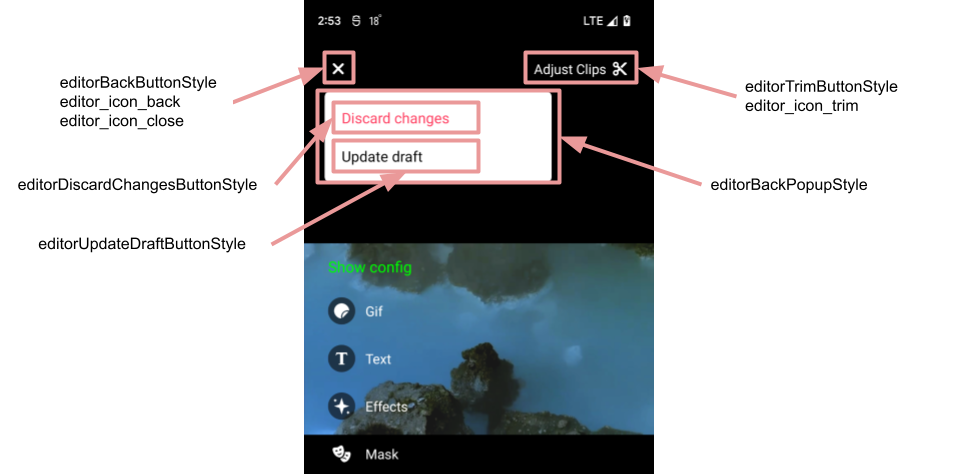 2:53 18°
LTE
editorBackButtonStyle
editor_icon_back
editor_icon_close
Adjust Clips
editorTrimButtonStyle
editor_icon_trim
Discard changes
Update draft
editorDiscardChangesButtonStyle
editorBackPopupStyle
editorUpdateDraftButtonStyle
Show config
Gif
T Text
Effects
Mask